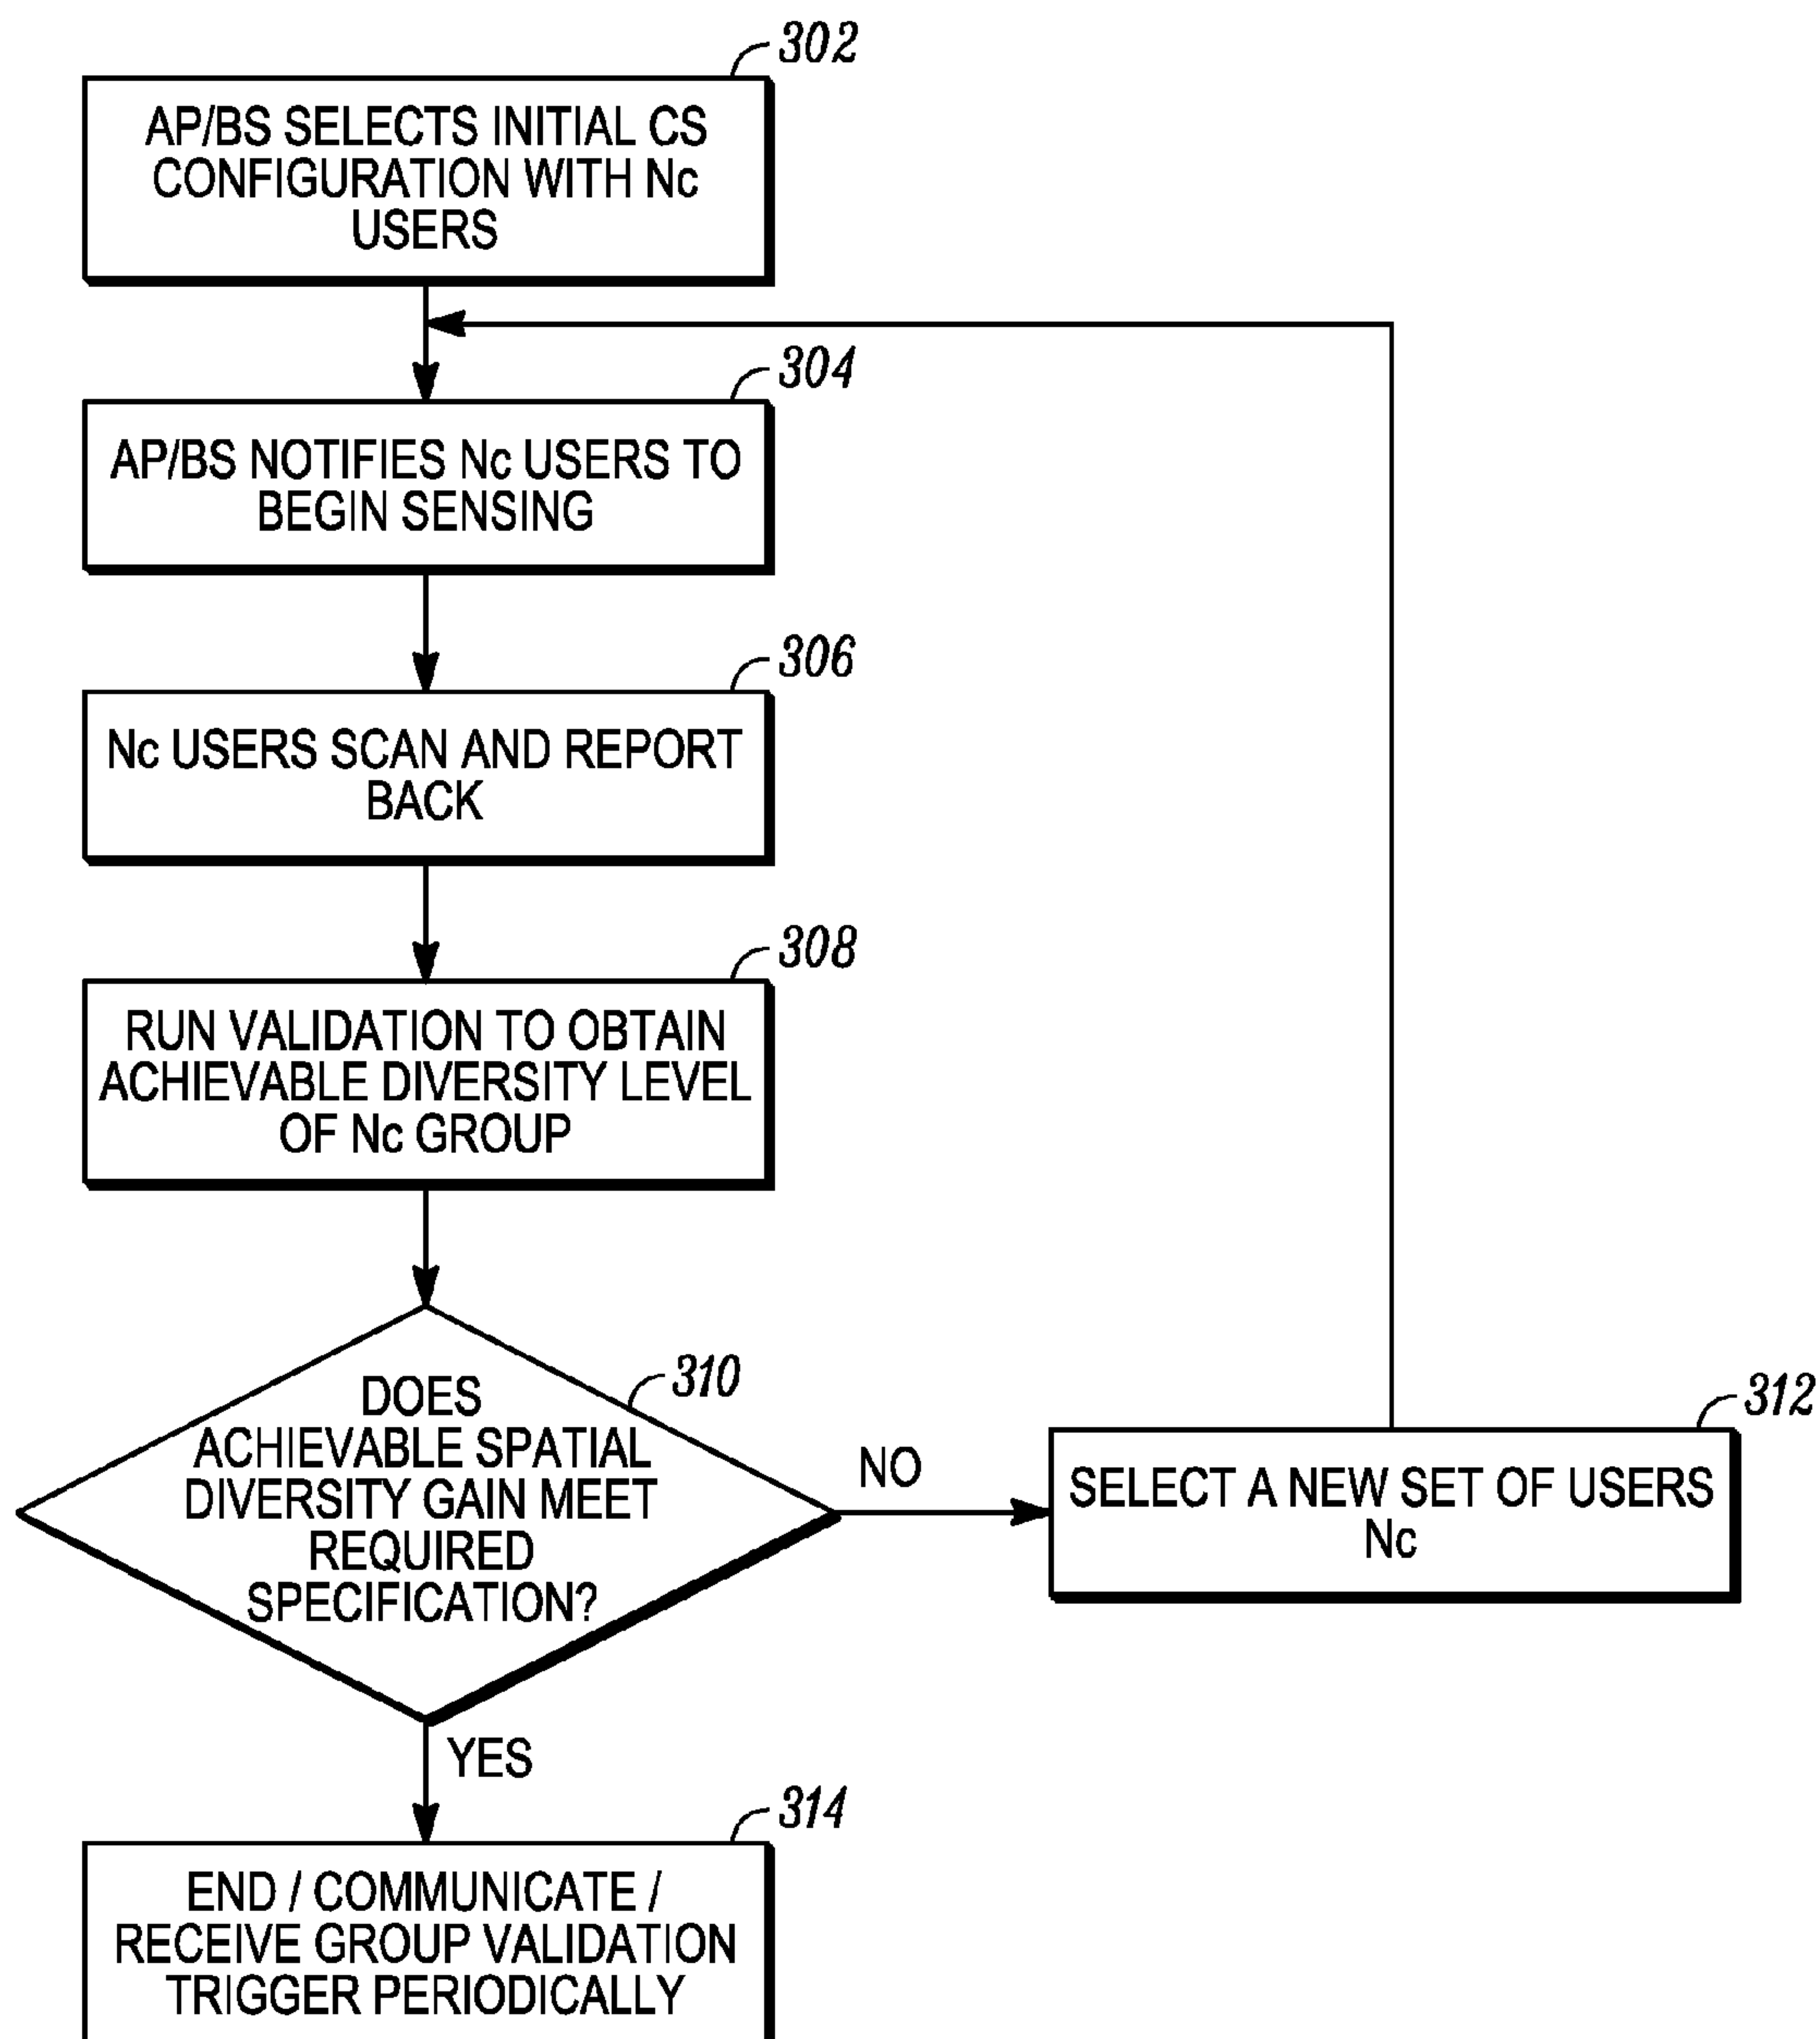 302
AP/BS SELECTS INITIAL CS
CONFIGURATION WITH Nc
USERS
304
AP/BS NOTIFIES Nc USERS TO
BEGIN SENSING
306
Nc USERS SCAN AND REPORT
BACK
308
RUN VALIDATION TO OBTAIN
ACHIEVABLE DIVERSITY LEVEL
OF Nc GROUP
310
DOES
ACHIEVABLE SPATIAL
DIVERSITY GAIN MEET
REQUIRED
SPECIFICATION?
NO
312
SELECT A NEW SET OF USERS
Nc
YES
314
END / COMMUNICATE /
RECEIVE GROUP VALIDATION
TRIGGER PERIODICALLY